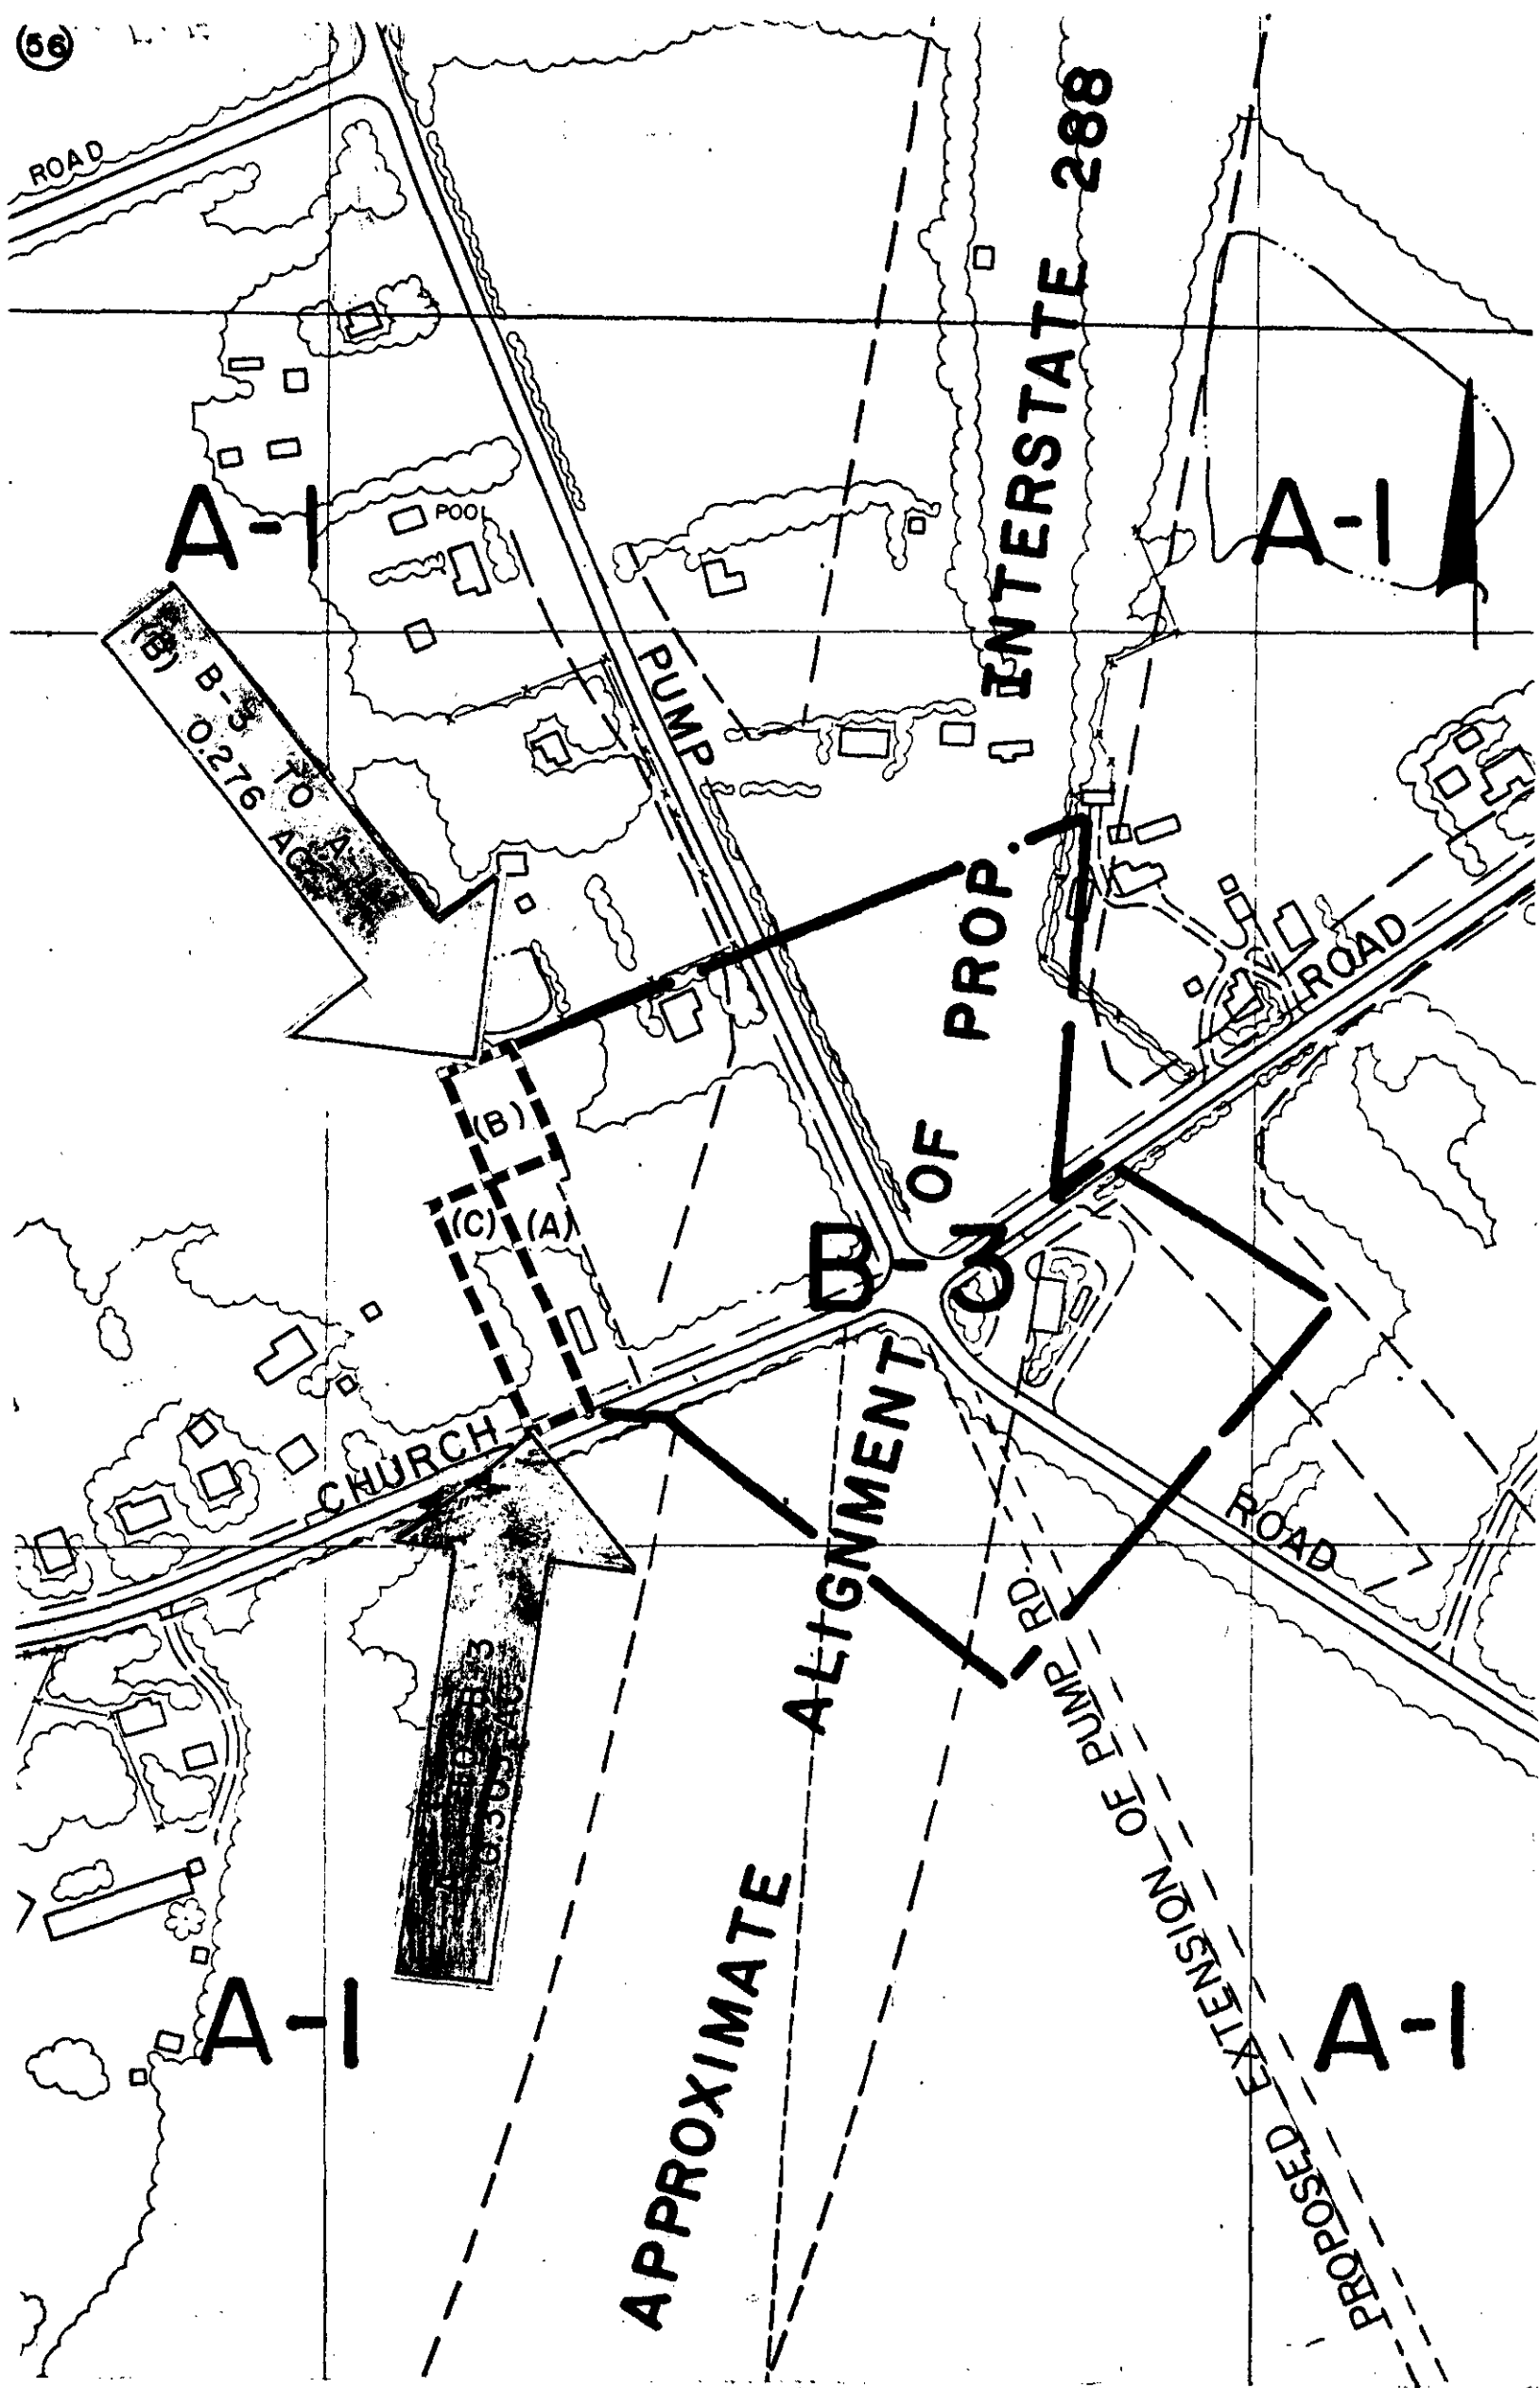 56
ROAD
INTERSTATE 288
A-1
A-1
POOL
(B) B-3 TO A-
0.276 AC
PUMP
PROP.
ROAD
OF
(B)
(C) (A)
B-3
CHURCH
ALIGNMENT
ROAD
PROPOSED EXTENSION OF PUMP RD.
APPROXIMATE
A-1
A-1